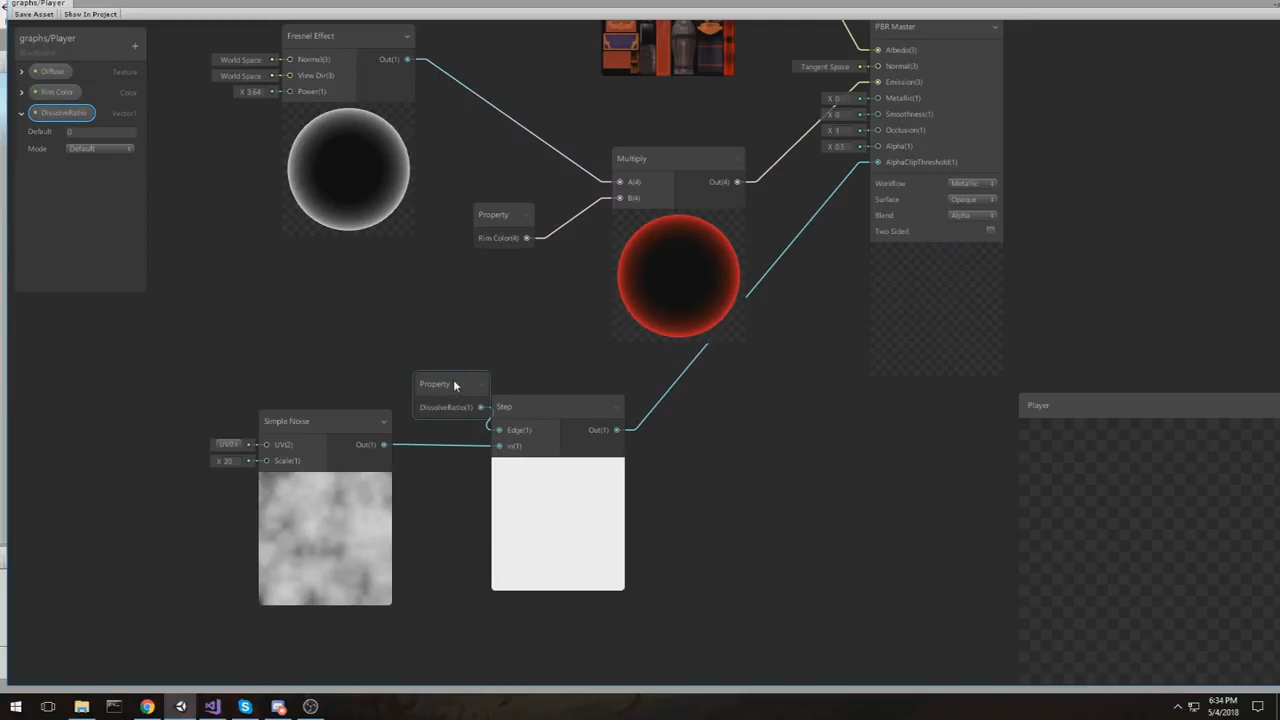 graphs/Player
Save Asset
Show In Project
graphs/Player
+
Diffuse
Texture
Rim Color
Color
DissolveRatio
Vector1
Default
0
Mode
Default
Fresnel Effect
World Space
Normal(3)
Out(1)
World Space
View Dir(3)
X 3.64
Power(1)
Property
Rim Color(4)
Multiply
A(4)
Out(4)
B(4)
PBR Master
Albedo(3)
Tangent Space
Normal(3)
Emission(3)
X 0
Metallic(1)
X 0
Smoothness(1)
X 1
Occlusion(1)
X 0.5
Alpha(1)
AlphaClipThreshold(1)
Workflow
Metallic
Surface
Opaque
Blend
Alpha
Two Sided
Property
DissolveRatio(1)
Step
Edge(1)
Out(1)
In(1)
Simple Noise
UV0
UV(2)
Out(1)
X 20
Scale(1)
Player
6:34 PM
5/4/2018